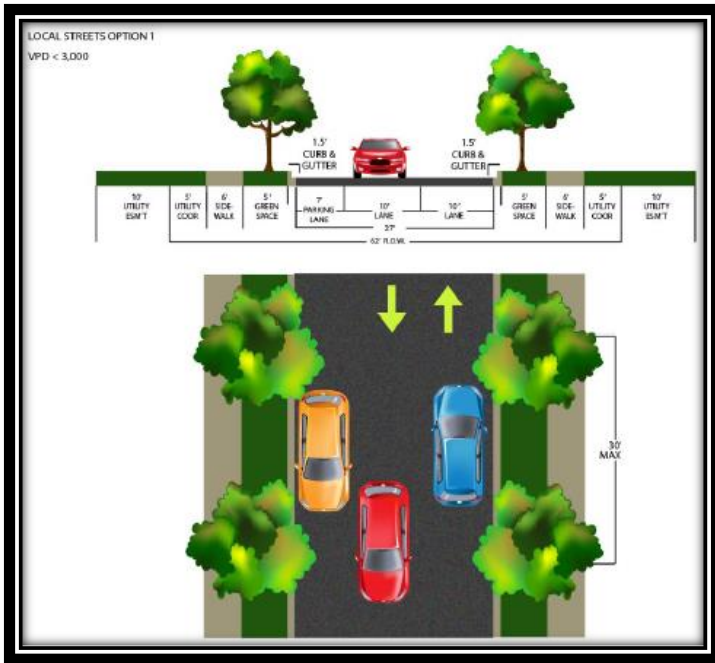 LOCAL STREETS OPTION 1
VPD < 3,000
1.5'
CURB &
GUTTER
1.5'
CURB &
GUTTER
10'
UTILITY
ESM'T
5'
UTILITY
COOR
6'
SIDE-
WALK
5'
GREEN
SPACE
7'
PARKING
LANE
10'
LANE
10'
LANE
5'
GREEN
SPACE
6'
SIDE-
WALK
5'
UTILITY
COOR
10'
UTILITY
ESM'T
27'
62' R.O.W.
30'
MAX